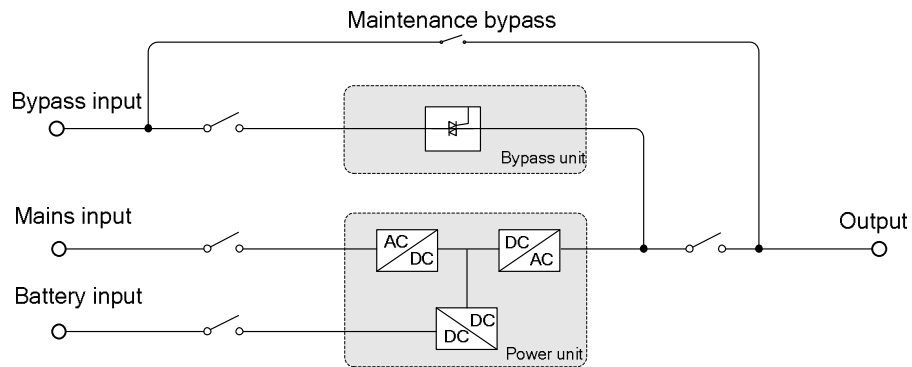 Maintenance bypass
Bypass input
Bypass unit
Mains input
AC
DC
DC
AC
Output
Battery input
DC
DC
Power unit